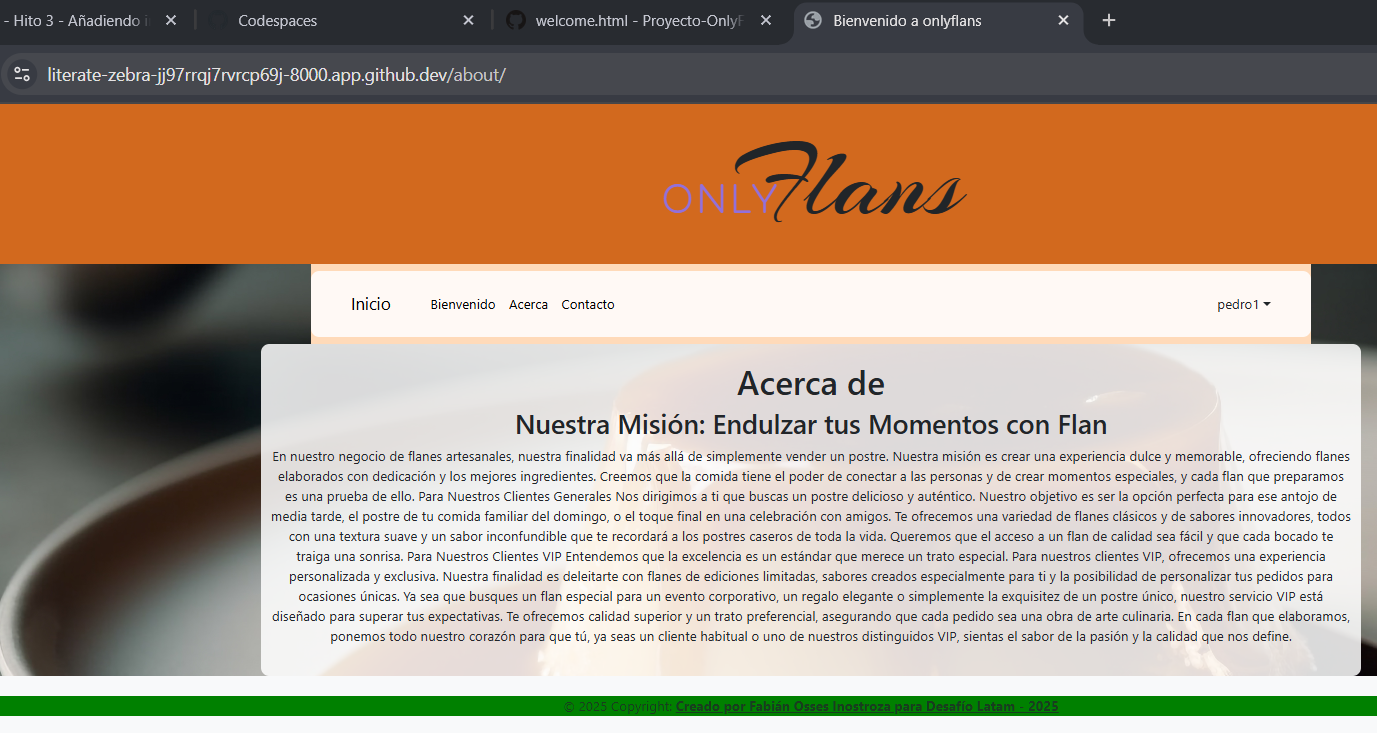 - Hito 3 - Añadiendo i
Codespaces
welcome.html - Proyecto-OnlyF
Bienvenido a onlyflans
literate-zebra-jj97rrqj7rvrcp69j-8000.app.github.dev/about/
ONLY Flans
Inicio Bienvenido Acerca Contacto pedro1
Acerca de
Nuestra Misión: Endulzar tus Momentos con Flan
En nuestro negocio de flanes artesanales, nuestra finalidad va más allá de simplemente vender un postre. Nuestra misión es crear una experiencia dulce y memorable, ofreciendo flanes
elaborados con dedicación y los mejores ingredientes. Creemos que la comida tiene el poder de conectar a las personas y de crear momentos especiales, y cada flan que preparamos
es una prueba de ello. Para Nuestros Clientes Generales Nos dirigimos a ti que buscas un postre delicioso y auténtico. Nuestro objetivo es ser la opción perfecta para ese antojo de
media tarde, el postre de tu comida familiar del domingo, o el toque final en una celebración con amigos. Te ofrecemos una variedad de flanes clásicos y de sabores innovadores, todos
con una textura suave y un sabor inconfundible que te recordará a los postres caseros de toda la vida. Queremos que el acceso a un flan de calidad sea fácil y que cada bocado te
traiga una sonrisa. Para Nuestros Clientes VIP Entendemos que la excelencia es un estándar que merece un trato especial. Para nuestros clientes VIP, ofrecemos una experiencia
personalizada y exclusiva. Nuestra finalidad es deleitarte con flanes de ediciones limitadas, sabores creados especialmente para ti y la posibilidad de personalizar tus pedidos para
ocasiones únicas. Ya sea que busques un flan especial para un evento corporativo, un regalo elegante o simplemente la exquisitez de un postre único, nuestro servicio VIP está
diseñado para superar tus expectativas. Te ofrecemos calidad superior y un trato preferencial, asegurando que cada pedido sea una obra de arte culinaria. En cada flan que elaboramos,
ponemos todo nuestro corazón para que tú, ya seas un cliente habitual o uno de nuestros distinguidos VIP, sientas el sabor de la pasión y la calidad que nos define.
© 2025 Copyright: Creado por Fabián Osses Inostroza para Desafío Latam - 2025